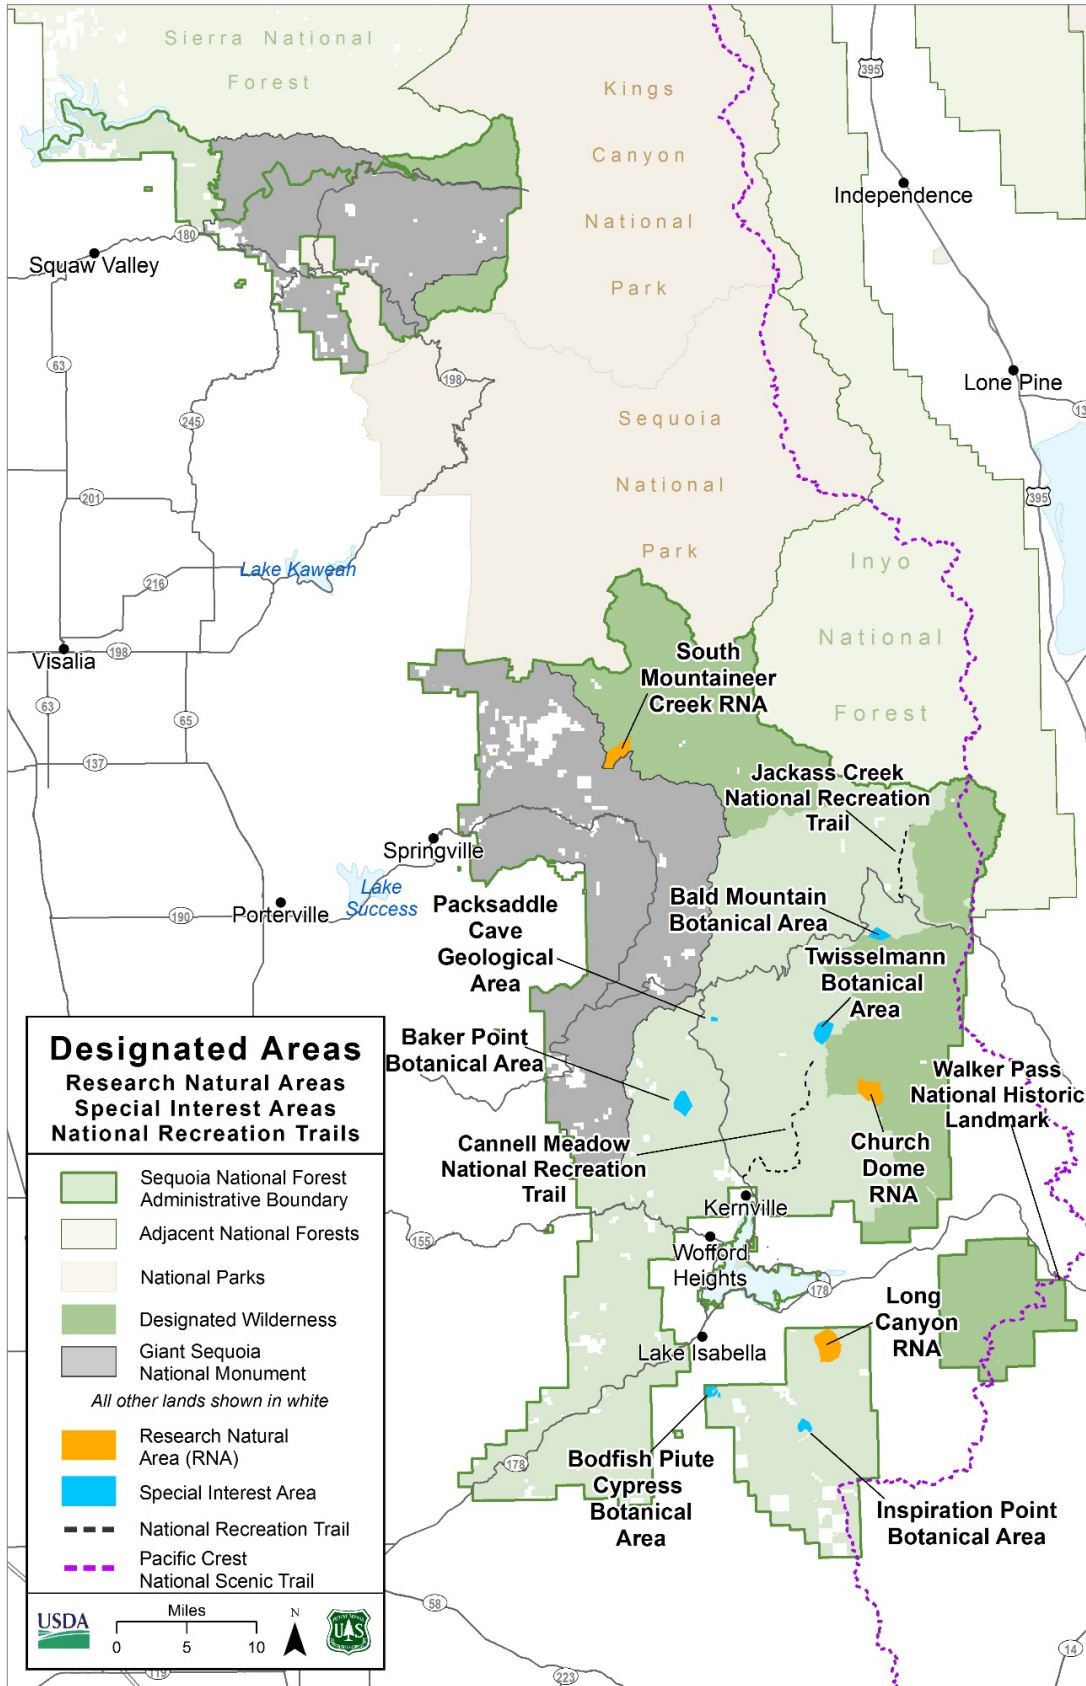 Sierra National
Forest
Kings
Canyon
National
Park
395
Independence
180
Squaw Valley
63
198
Lone Pine
245
Sequoia
National
Park
201
395
Lake Kaweah
216
Inyo
National
Forest
Visalia
198
63
65
137
South
Mountaineer
Creek RNA
Jackass Creek
National Recreation
Trail
Springville
Lake
Success
190
Porterville
Packsaddle
Cave
Geological
Area
Bald Mountain
Botanical Area
Twisselmann
Botanical
Area
Baker Point
Botanical Area
Walker Pass
National Historic
Landmark
Cannell Meadow
National Recreation
Trail
Church
Dome
RNA
Kernville
155
Wofford
Heights
178
Long
Canyon
RNA
Lake Isabella
178
Bodfish Piute
Cypress
Botanical
Area
Inspiration Point
Botanical Area
58
223
14
119
Designated Areas
Research Natural Areas
Special Interest Areas
National Recreation Trails
Sequoia National Forest
Administrative Boundary
Adjacent National Forests
National Parks
Designated Wilderness
Giant Sequoia
National Monument
All other lands shown in white
Research Natural
Area (RNA)
Special Interest Area
National Recreation Trail
Pacific Crest
National Scenic Trail
USDA
Miles
0 5 10
N
U S